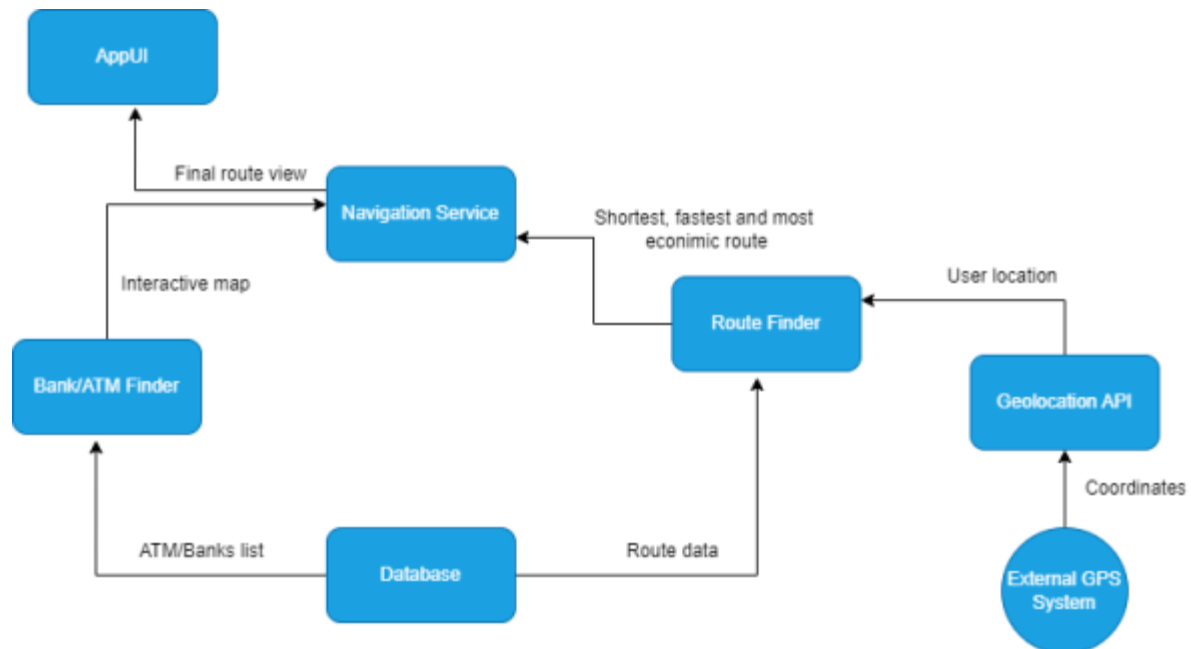 AppUI
Final route view
Navigation Service
Shortest, fastest and most
econimic route
User location
Interactive map
Route Finder
Bank/ATM Finder
Geolocation API
Coordinates
ATM/Banks list
Route data
Database
External GPS
System